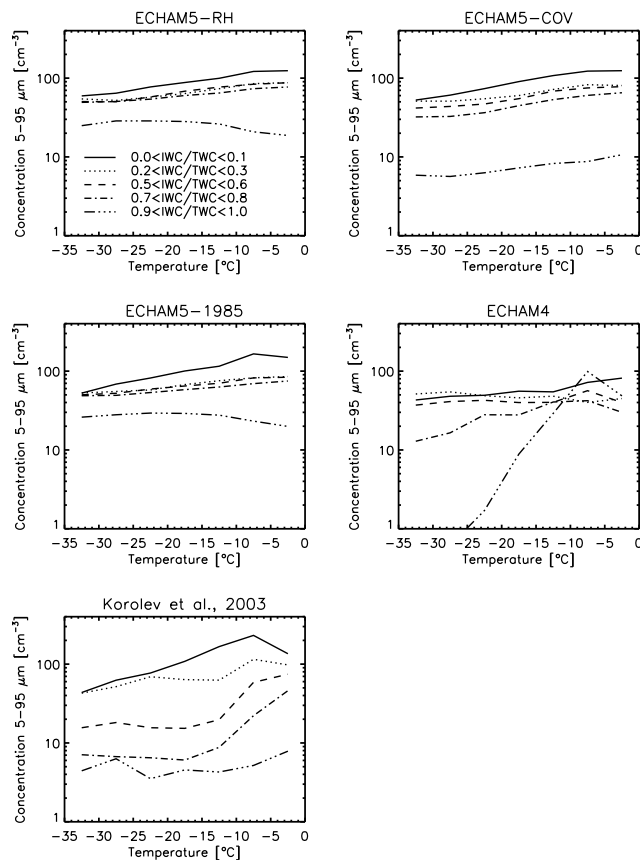 ECHAM5-RH
Concentration 5-95 µm [cm⁻³]
100
10
1
0.0<IWC/TWC<0.1
0.2<IWC/TWC<0.3
0.5<IWC/TWC<0.6
0.7<IWC/TWC<0.8
0.9<IWC/TWC<1.0
-35 -30 -25 -20 -15 -10 -5 0
Temperature [°C]
ECHAM5-COV
Concentration 5-95 µm [cm⁻³]
100
10
1
-35 -30 -25 -20 -15 -10 -5 0
Temperature [°C]
ECHAM5-1985
Concentration 5-95 µm [cm⁻³]
100
10
1
-35 -30 -25 -20 -15 -10 -5 0
Temperature [°C]
ECHAM4
Concentration 5-95 µm [cm⁻³]
100
10
1
-35 -30 -25 -20 -15 -10 -5 0
Temperature [°C]
Korolev et al., 2003
Concentration 5-95 µm [cm⁻³]
100
10
1
-35 -30 -25 -20 -15 -10 -5 0
Temperature [°C]